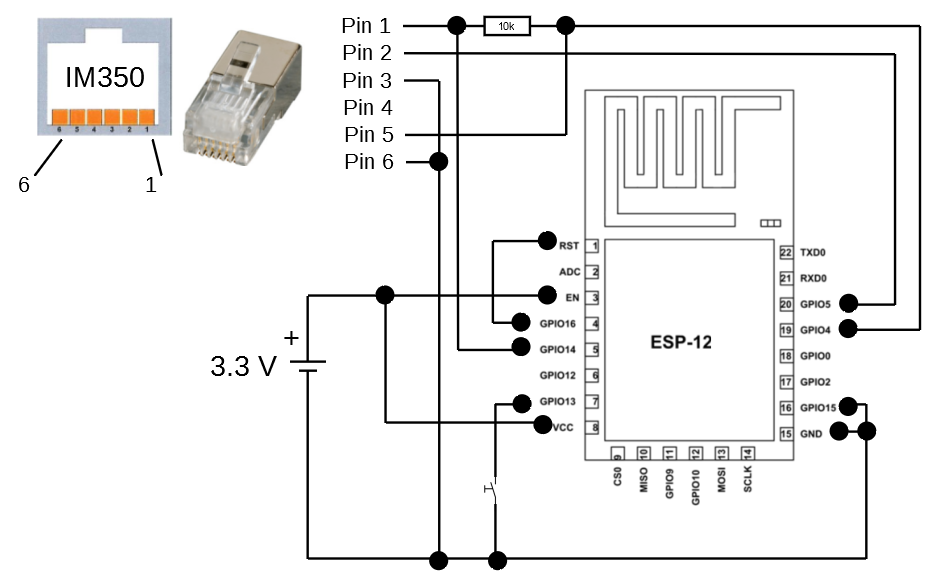 IM350
6 5 4 3 2 1
6
1
Pin 1
10k
Pin 2
Pin 3
Pin 4
Pin 5
Pin 6
+
3.3 V
RST 1
ADC 2
EN 3
GPIO16 4
GPIO14 5
GPIO12 6
GPIO13 7
VCC 8
ESP-12
22 TXD0
21 RXD0
20 GPIO5
19 GPIO4
18 GPIO0
17 GPIO2
16 GPIO15
15 GND
9 10 11 12 13 14
CS0 MISO GPIO9 GPIO10 MOSI SCLK